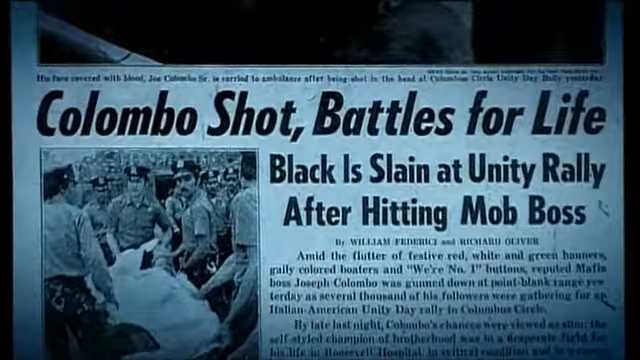 His face covered with blood, Joe Colombo Sr. is carried to ambulance after being shot in the head at Columbus Circle Unity Day Rally yesterday
Colombo Shot, Battles for Life
Black Is Slain at Unity Rally
After Hitting Mob Boss
By WILLIAM FEDERICI and RICHARD OLIVER
Amid the flutter of festive red, white and green banners,
gaily colored boaters and "We're No. 1" buttons, reputed Mafia
boss Joseph Colombo was gunned down at point-blank range yes-
terday as several thousand of his followers were gathering for an
Italian-American Unity Day rally in Columbus Circle.
By late last night, Colombo's chances were viewed as slim; the
self-styled champion of brotherhood was in a desperate fight for
his life in Roosevelt Hospital, in critical condition and